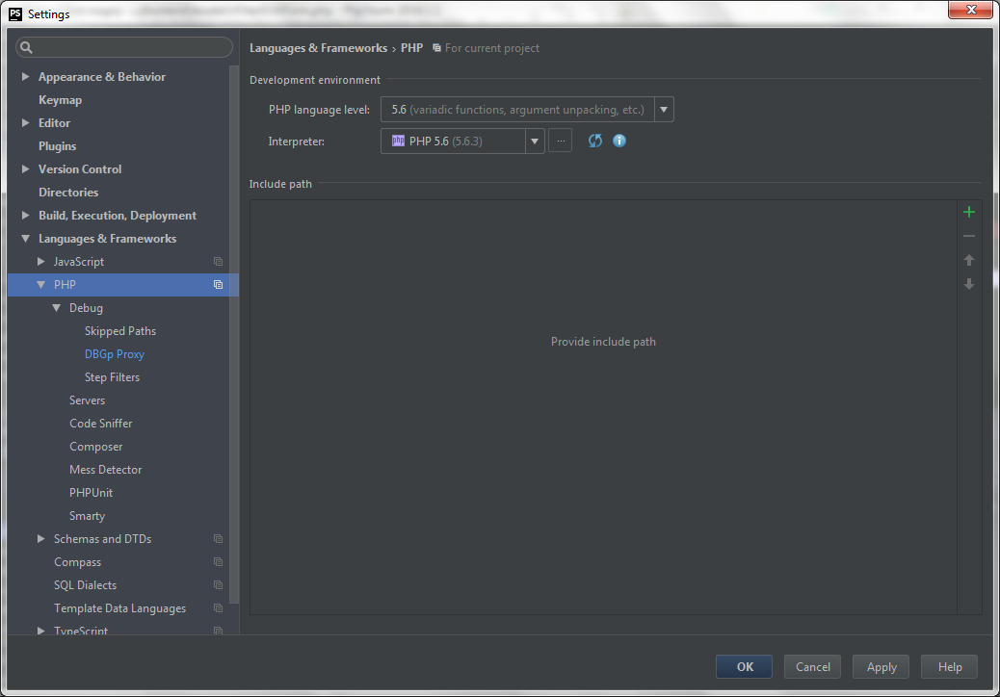 PS Settings
Appearance & Behavior
Keymap
Editor
Plugins
Version Control
Directories
Build, Execution, Deployment
Languages & Frameworks
JavaScript
PHP
Debug
Skipped Paths
DBGp Proxy
Step Filters
Servers
Code Sniffer
Composer
Mess Detector
PHPUnit
Smarty
Schemas and DTDs
Compass
SQL Dialects
Template Data Languages
TypeScript
Languages & Frameworks › PHP For current project
Development environment
PHP language level: 5.6 (variadic functions, argument unpacking, etc.)
Interpreter: php PHP 5.6 (5.6.3) ...
Include path
Provide include path
OK Cancel Apply Help